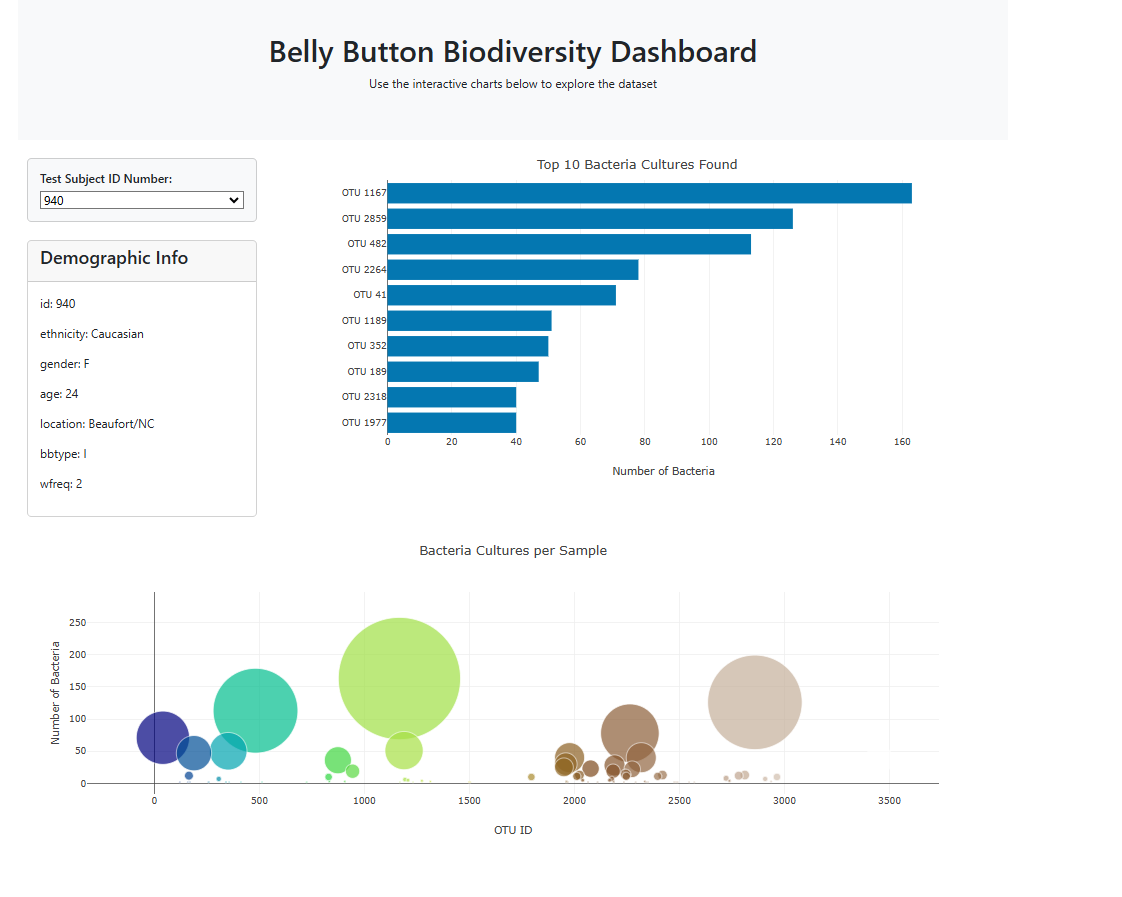 Belly Button Biodiversity Dashboard
Use the interactive charts below to explore the dataset
Test Subject ID Number:
940
Demographic Info
id: 940
ethnicity: Caucasian
gender: F
age: 24
location: Beaufort/NC
bbtype: I
wfreq: 2
Top 10 Bacteria Cultures Found
OTU 1167
OTU 2859
OTU 482
OTU 2264
OTU 41
OTU 1189
OTU 352
OTU 189
OTU 2318
OTU 1977
0 20 40 60 80 100 120 140 160
Number of Bacteria
Bacteria Cultures per Sample
Number of Bacteria
250
200
150
100
50
0
0 500 1000 1500 2000 2500 3000 3500
OTU ID